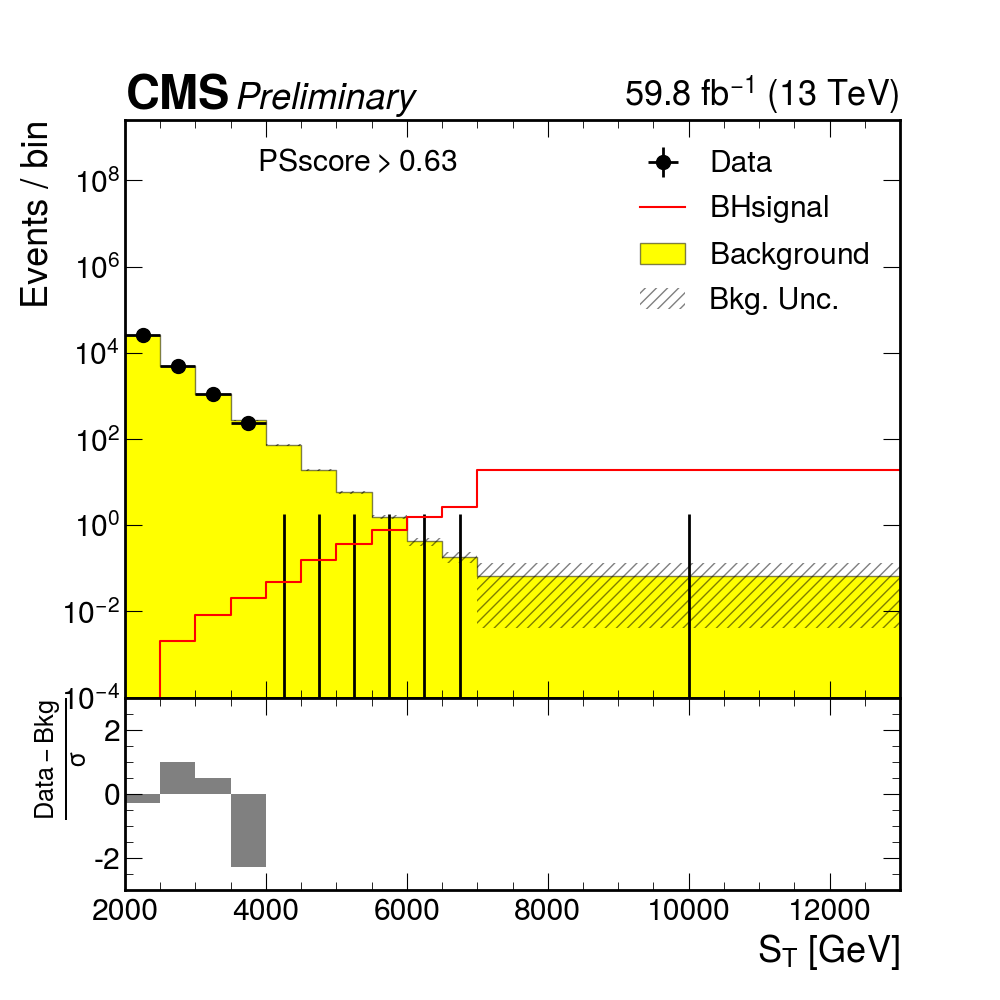 CMS Preliminary 59.8 fb⁻¹ (13 TeV)
Events / bin
PSscore > 0.63
Data
BHsignal
Background
Bkg. Unc.
10⁸
10⁶
10⁴
10²
10⁰
10⁻²
10⁻⁴
Data – Bkg
σ
2
0
-2
2000 4000 6000 8000 10000 12000
S_T [GeV]